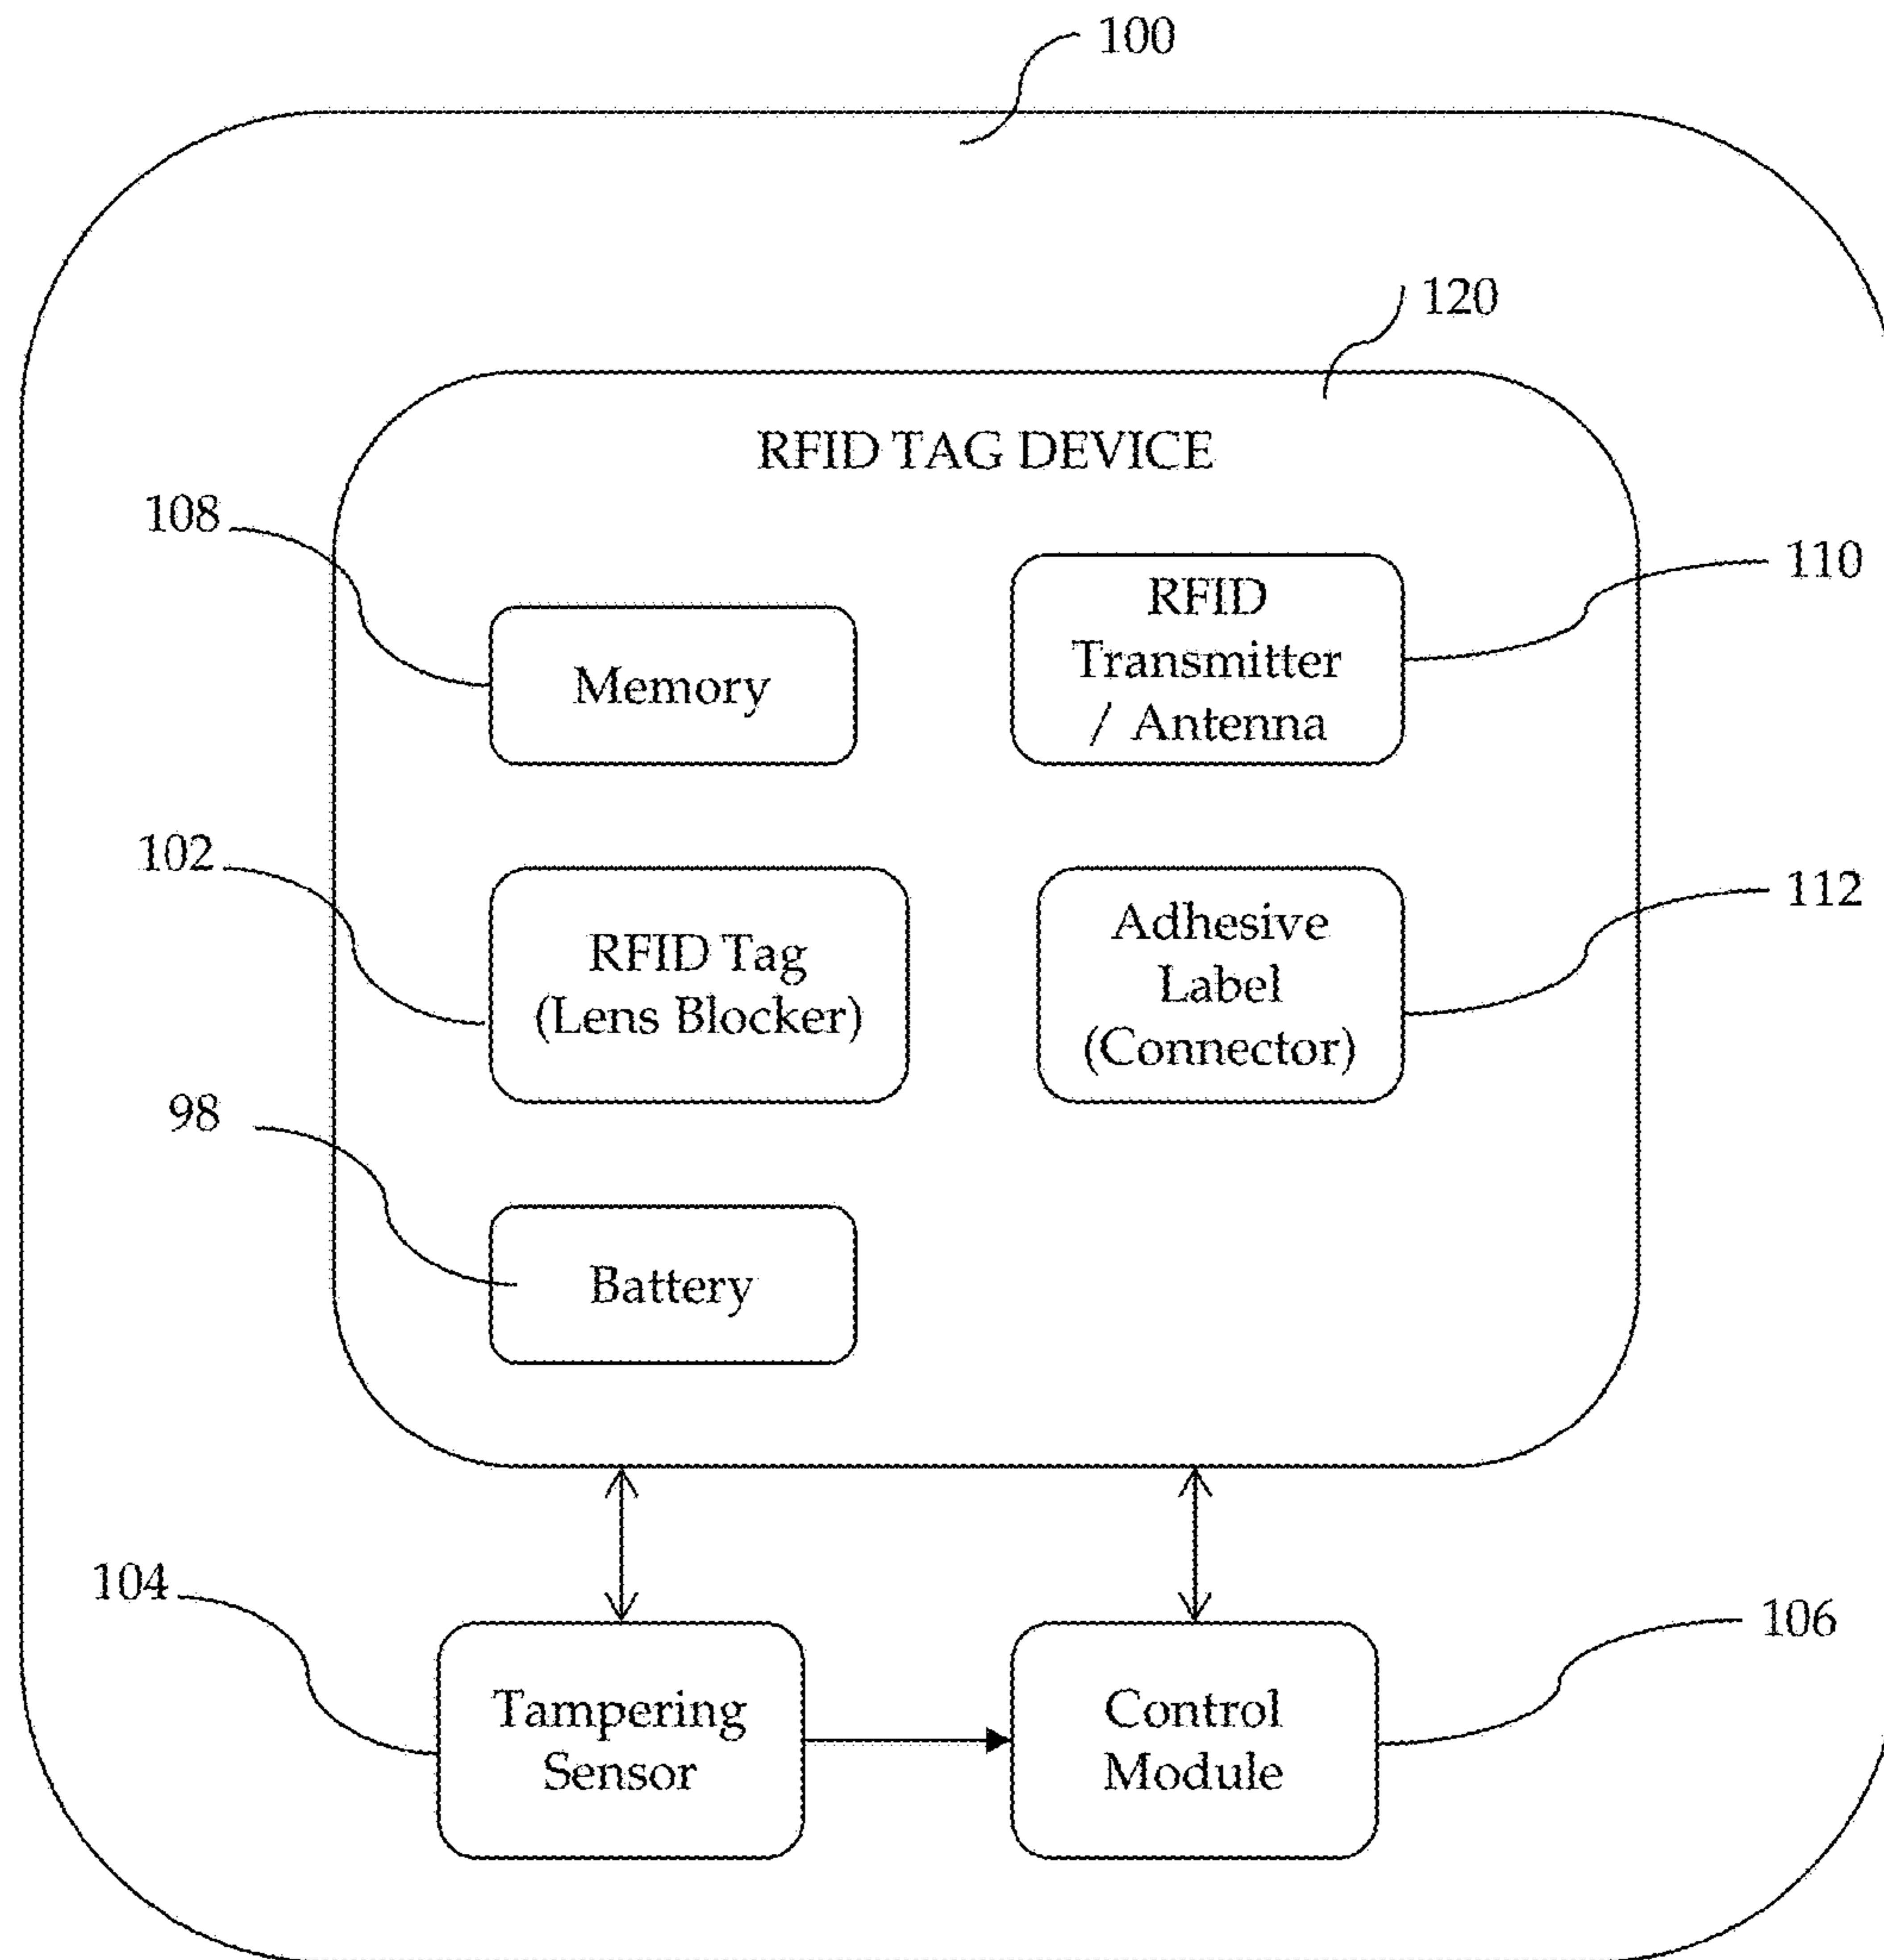 100
120
RFID TAG DEVICE
108
110
RFID
Transmitter
/ Antenna
Memory
102
112
RFID Tag
(Lens Blocker)
Adhesive
Label
(Connector)
98
Battery
104
106
Tampering
Sensor
Control
Module